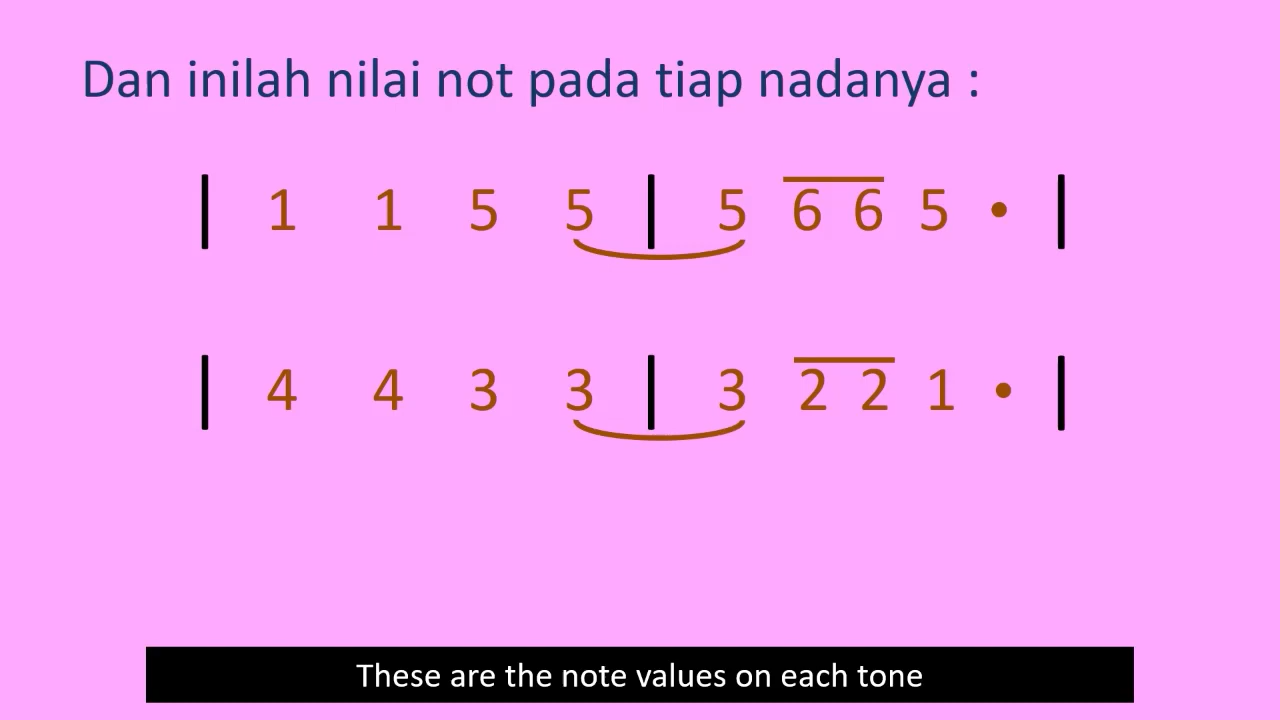 Dan inilah nilai not pada tiap nadanya :
| 1 1 5 5 | 5 6 6 5 • |
| 4 4 3 3 | 3 2 2 1 • |
These are the note values on each tone